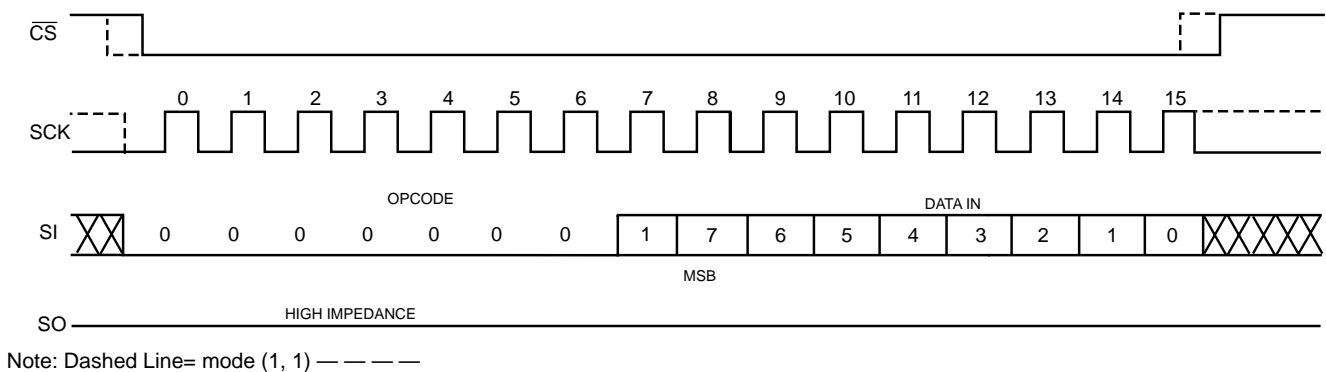 CS
0 1 2 3 4 5 6 7 8 9 10 11 12 13 14 15
SCK
OPCODE DATA IN
SI 0 0 0 0 0 0 0 1 7 6 5 4 3 2 1 0
MSB
HIGH IMPEDANCE
SO
Note: Dashed Line= mode (1, 1) — — — —